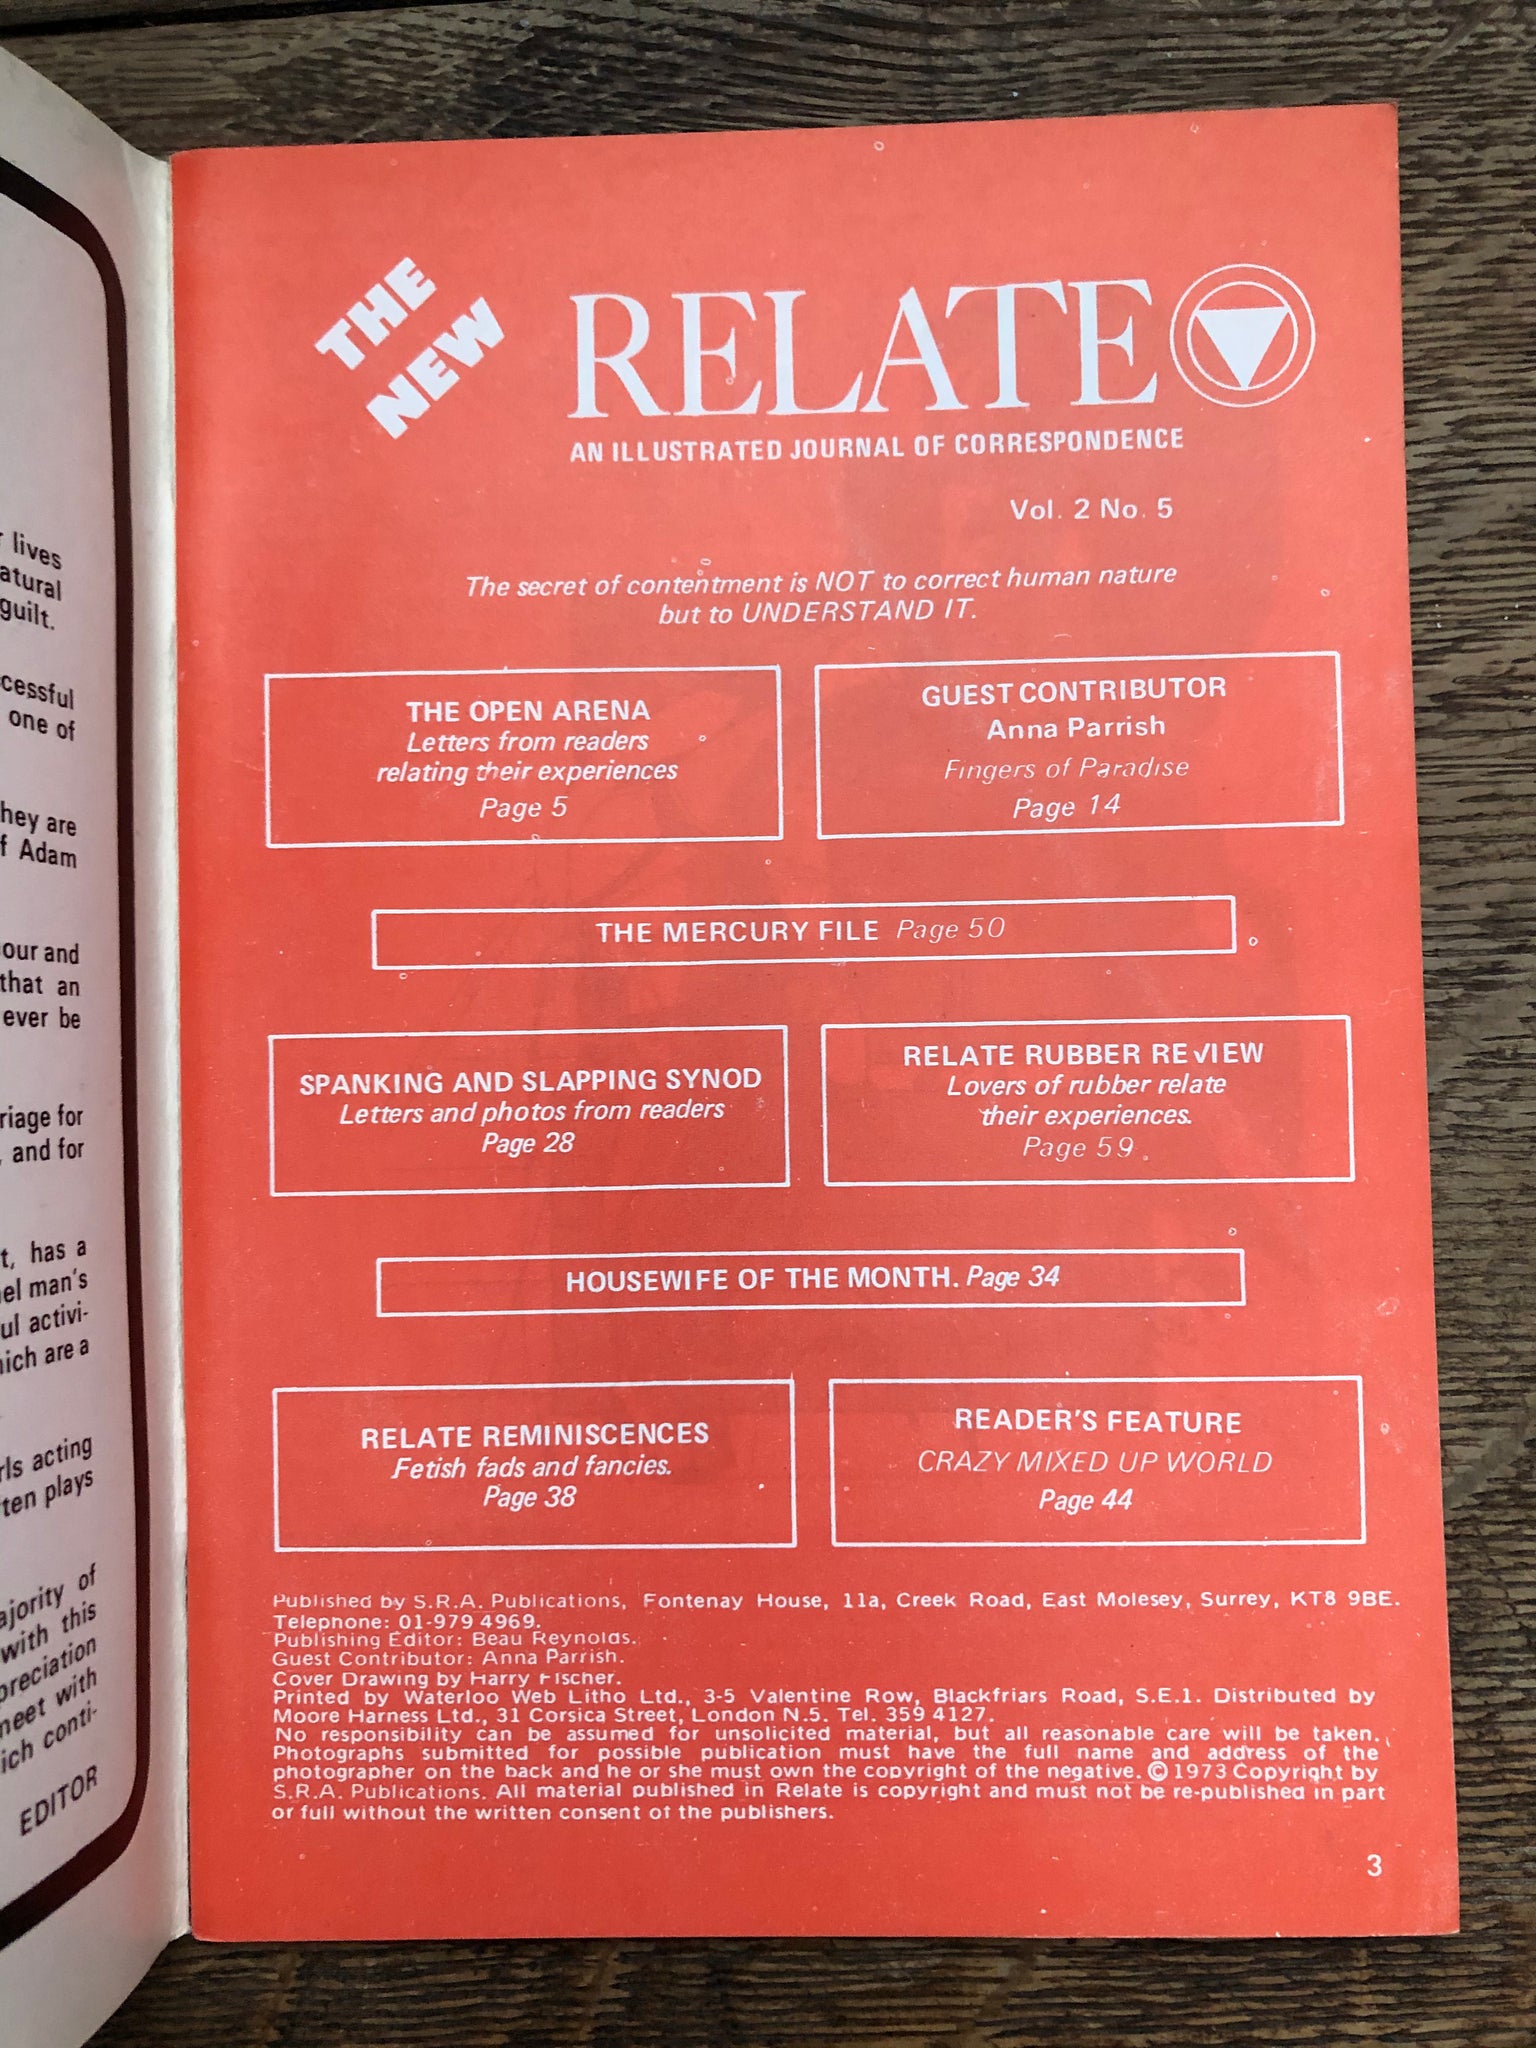 r lives
atural
guilt.
cessful
one of
hey are
f Adam
our and
that an
ever be
riage for
, and for
t, has a
el man's
ul activi-
hich are a
rls acting
ten plays
ajority of
with this
preciation
meet with
ich conti-
EDITOR
THE
NEW
RELATE
AN ILLUSTRATED JOURNAL OF CORRESPONDENCE
Vol. 2 No. 5
The secret of contentment is NOT to correct human nature
but to UNDERSTAND IT.
THE OPEN ARENA
Letters from readers
relating their experiences
Page 5
GUEST CONTRIBUTOR
Anna Parrish
Fingers of Paradise
Page 14
THE MERCURY FILE Page 50
SPANKING AND SLAPPING SYNOD
Letters and photos from readers
Page 28
RELATE RUBBER REVIEW
Lovers of rubber relate
their experiences.
Page 59
HOUSEWIFE OF THE MONTH. Page 34
RELATE REMINISCENCES
Fetish fads and fancies.
Page 38
READER'S FEATURE
CRAZY MIXED UP WORLD
Page 44
Published by S.R.A. Publications, Fontenay House, 11a, Creek Road, East Molesey, Surrey, KT8 9BE.
Telephone: 01-979 4969.
Publishing Editor: Beau Reynolds.
Guest Contributor: Anna Parrish.
Cover Drawing by Harry Fischer.
Printed by Waterloo Web Litho Ltd., 3-5 Valentine Row, Blackfriars Road, S.E.1. Distributed by
Moore Harness Ltd., 31 Corsica Street, London N.5. Tel. 359 4127.
No responsibility can be assumed for unsolicited material, but all reasonable care will be taken.
Photographs submitted for possible publication must have the full name and address of the
photographer on the back and he or she must own the copyright of the negative. © 1973 Copyright by
S.R.A. Publications. All material published in Relate is copyright and must not be re-published in part
or full without the written consent of the publishers.
3